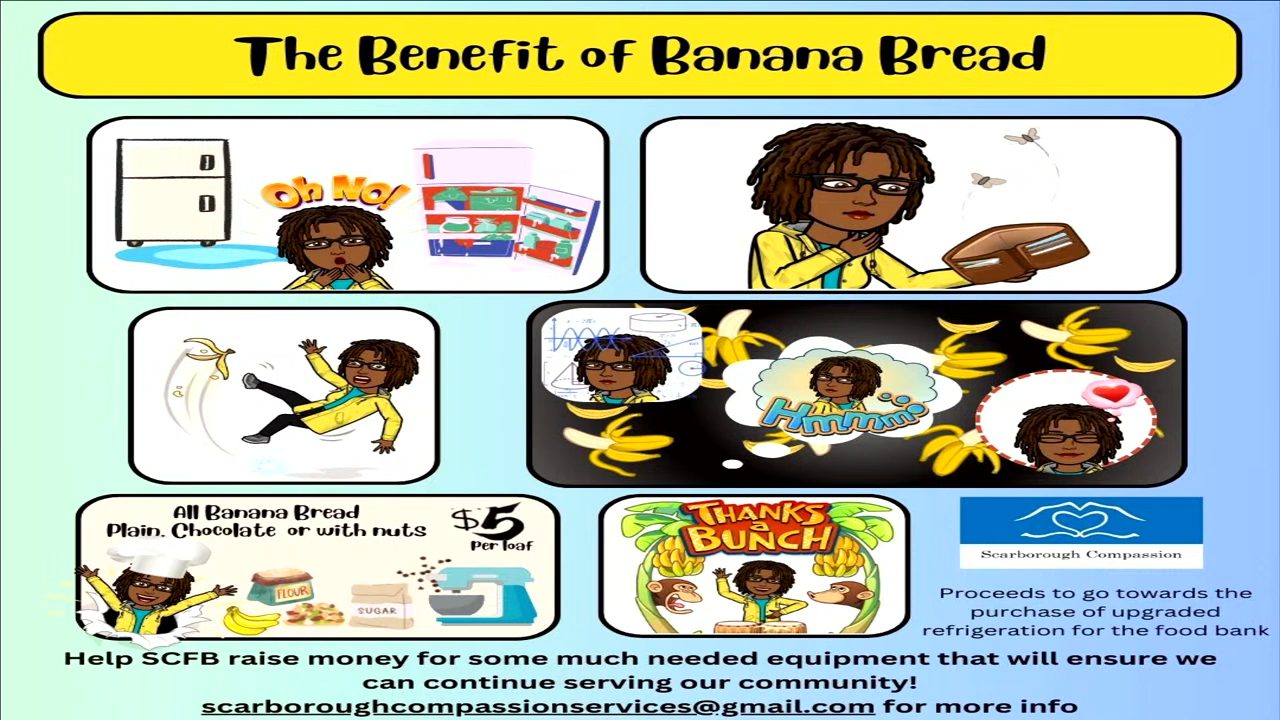 The Benefit of Banana Bread
Oh No!
Hmmm
All Banana Bread
Plain. Chocolate or with nuts
$5
Per loaf
FLOUR
SUGAR
THANKS
a
BUNCH
Scarborough Compassion
Proceeds to go towards the
purchase of upgraded
refrigeration for the food bank
Help SCFB raise money for some much needed equipment that will ensure we
can continue serving our community!
scarboroughcompassionservices@gmail.com for more info